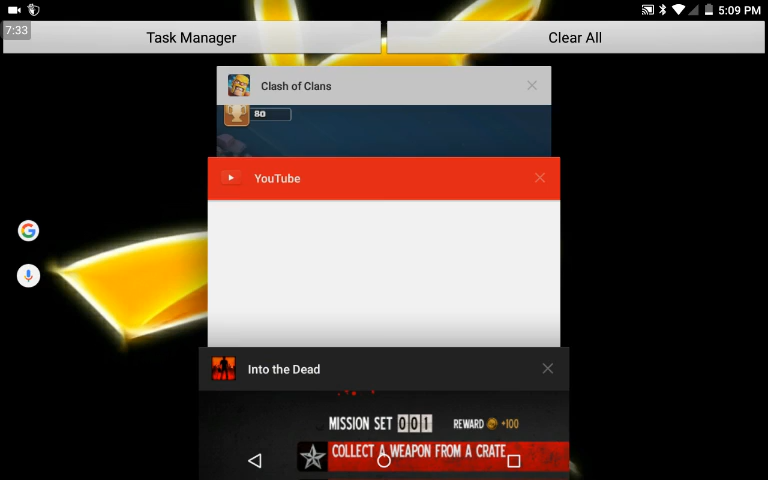 5:09 PM
7:33
Task Manager
Clear All
Clash of Clans
80
YouTube
Into the Dead
MISSION SET 001
REWARD +100
COLLECT A WEAPON FROM A CRATE